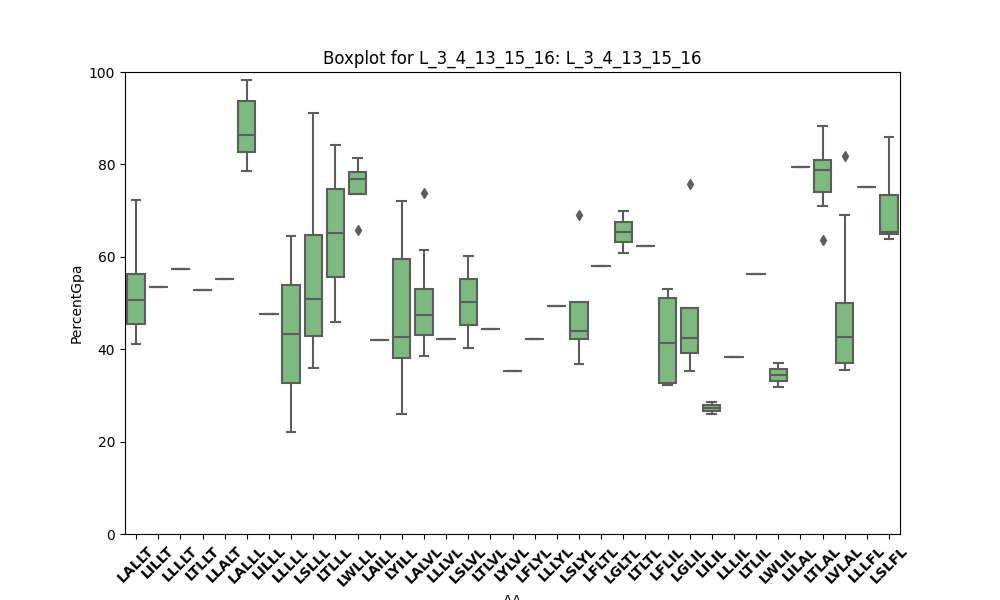 Boxplot for L_3_4_13_15_16: L_3_4_13_15_16
100
80
60
40
20
0
PercentGpa
LALLT
LILLT
LLLLT
LTLLT
LLALT
LALLL
LILLL
LLLLL
LSLLL
LTLLL
LWLLL
LAILL
LYILL
LALVL
LLLVL
LSLVL
LTLVL
LYLVL
LFLYL
LLLYL
LSLYL
LFLTL
LGLTL
LTLTL
LFLIL
LGLIL
LILIL
LLLIL
LTLIL
LWLIL
LILAL
LTLAL
LVLAL
LLLFL
LSLFL
AA